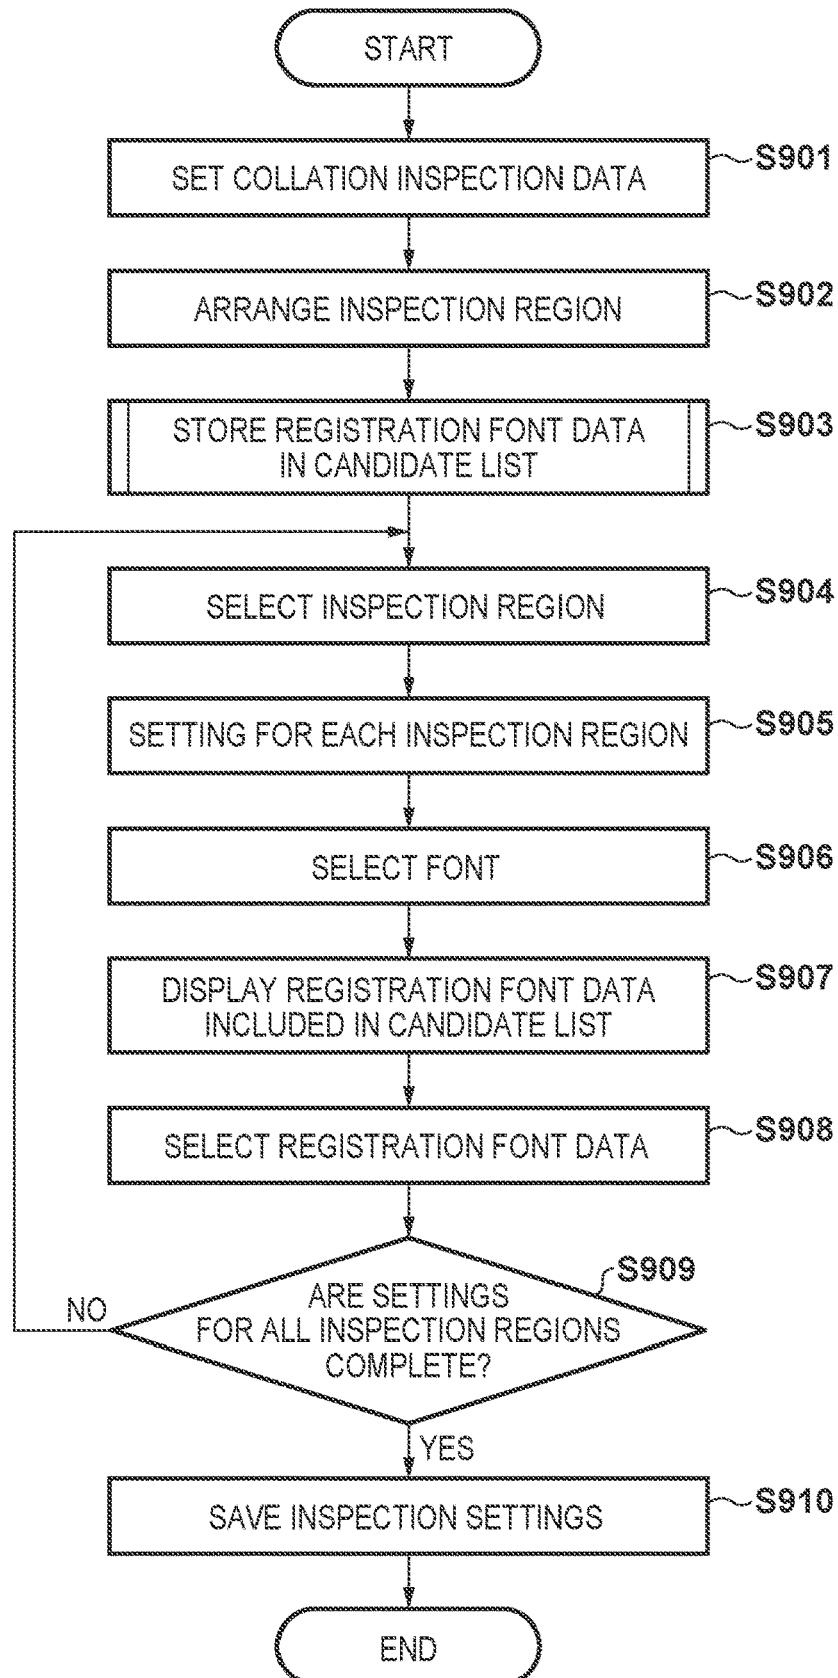 START
SET COLLATION INSPECTION DATA
S901
ARRANGE INSPECTION REGION
S902
STORE REGISTRATION FONT DATA
IN CANDIDATE LIST
S903
SELECT INSPECTION REGION
S904
SETTING FOR EACH INSPECTION REGION
S905
SELECT FONT
S906
DISPLAY REGISTRATION FONT DATA
INCLUDED IN CANDIDATE LIST
S907
SELECT REGISTRATION FONT DATA
S908
ARE SETTINGS
FOR ALL INSPECTION REGIONS
COMPLETE?
S909
NO
YES
SAVE INSPECTION SETTINGS
S910
END